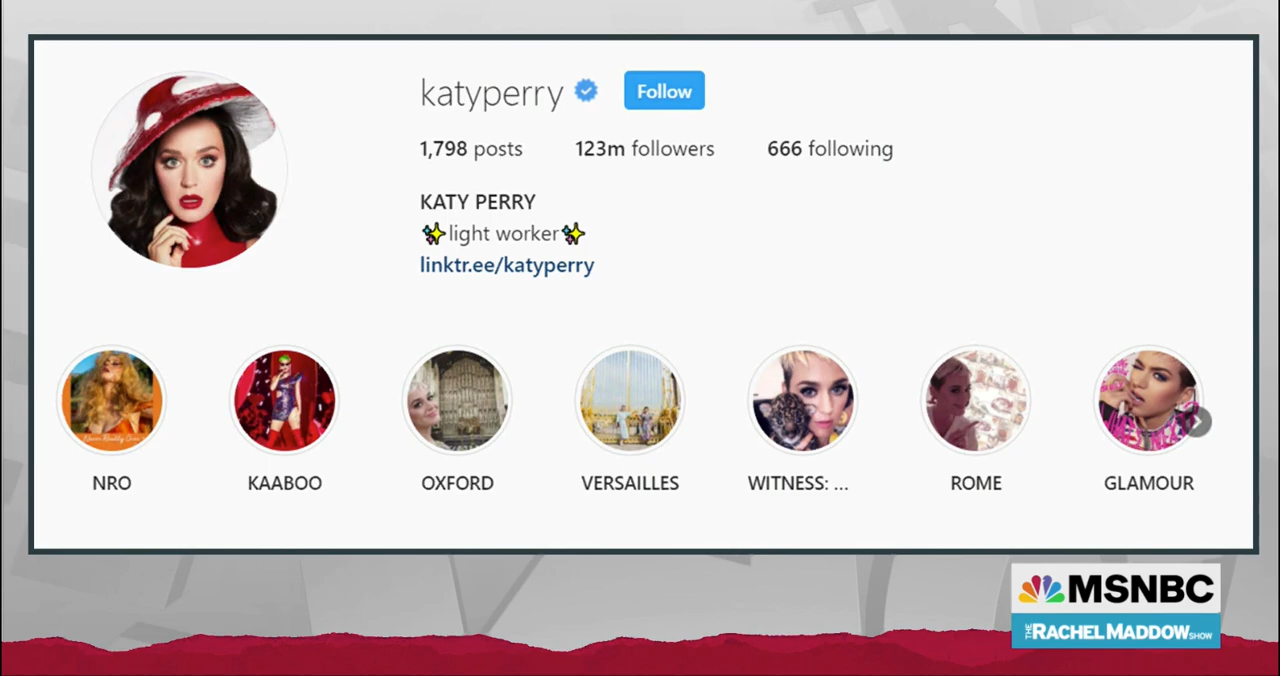 katyperry Follow
1,798 posts 123m followers 666 following
KATY PERRY
✨light worker✨
linktr.ee/katyperry
NRO KAABOO OXFORD VERSAILLES WITNESS: ... ROME GLAMOUR
MSNBC
THE RACHEL MADDOW SHOW